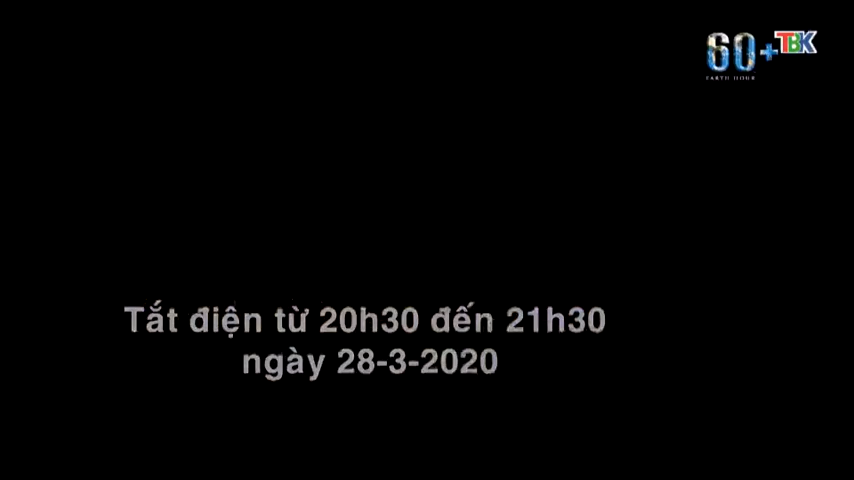 60+
EARTH HOUR
TBK
Tắt điện từ 20h30 đến 21h30
ngày 28-3-2020